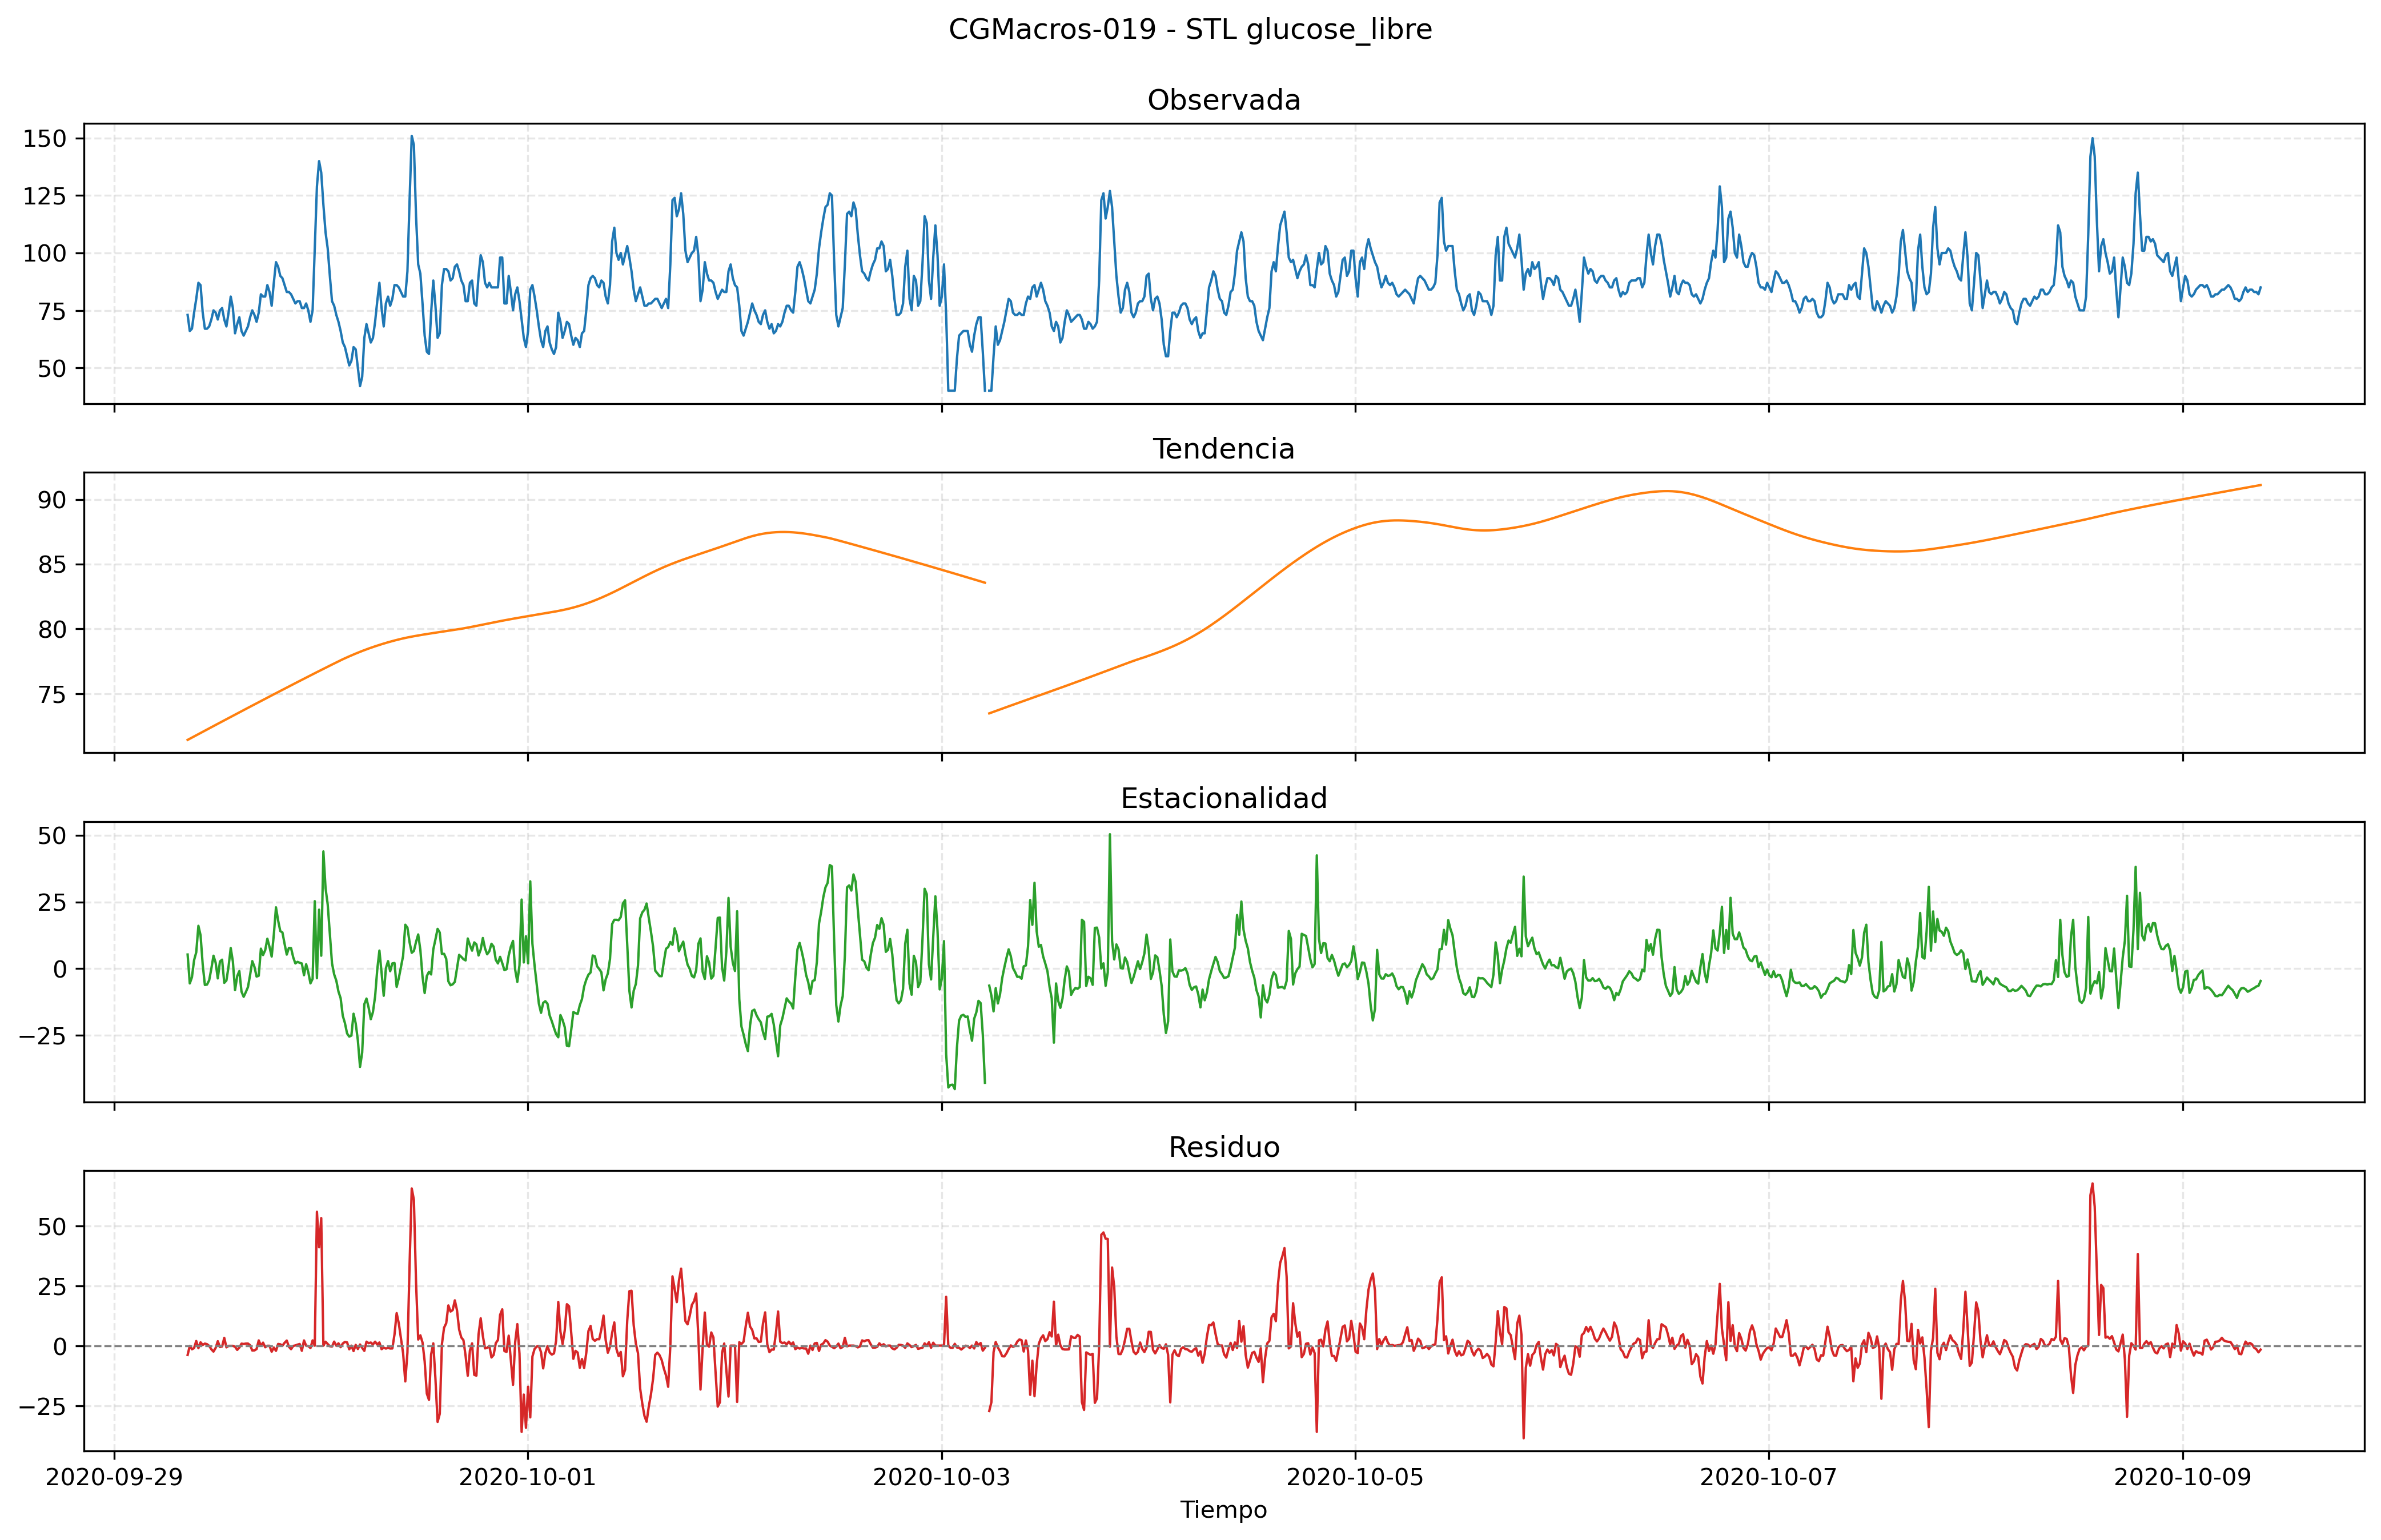 CGMacros-019 - STL glucose_libre
Observada
150
125
100
75
50
Tendencia
90
85
80
75
Estacionalidad
50
25
0
−25
Residuo
50
25
0
−25
2020-09-29 2020-10-01 2020-10-03 2020-10-05 2020-10-07 2020-10-09
Tiempo